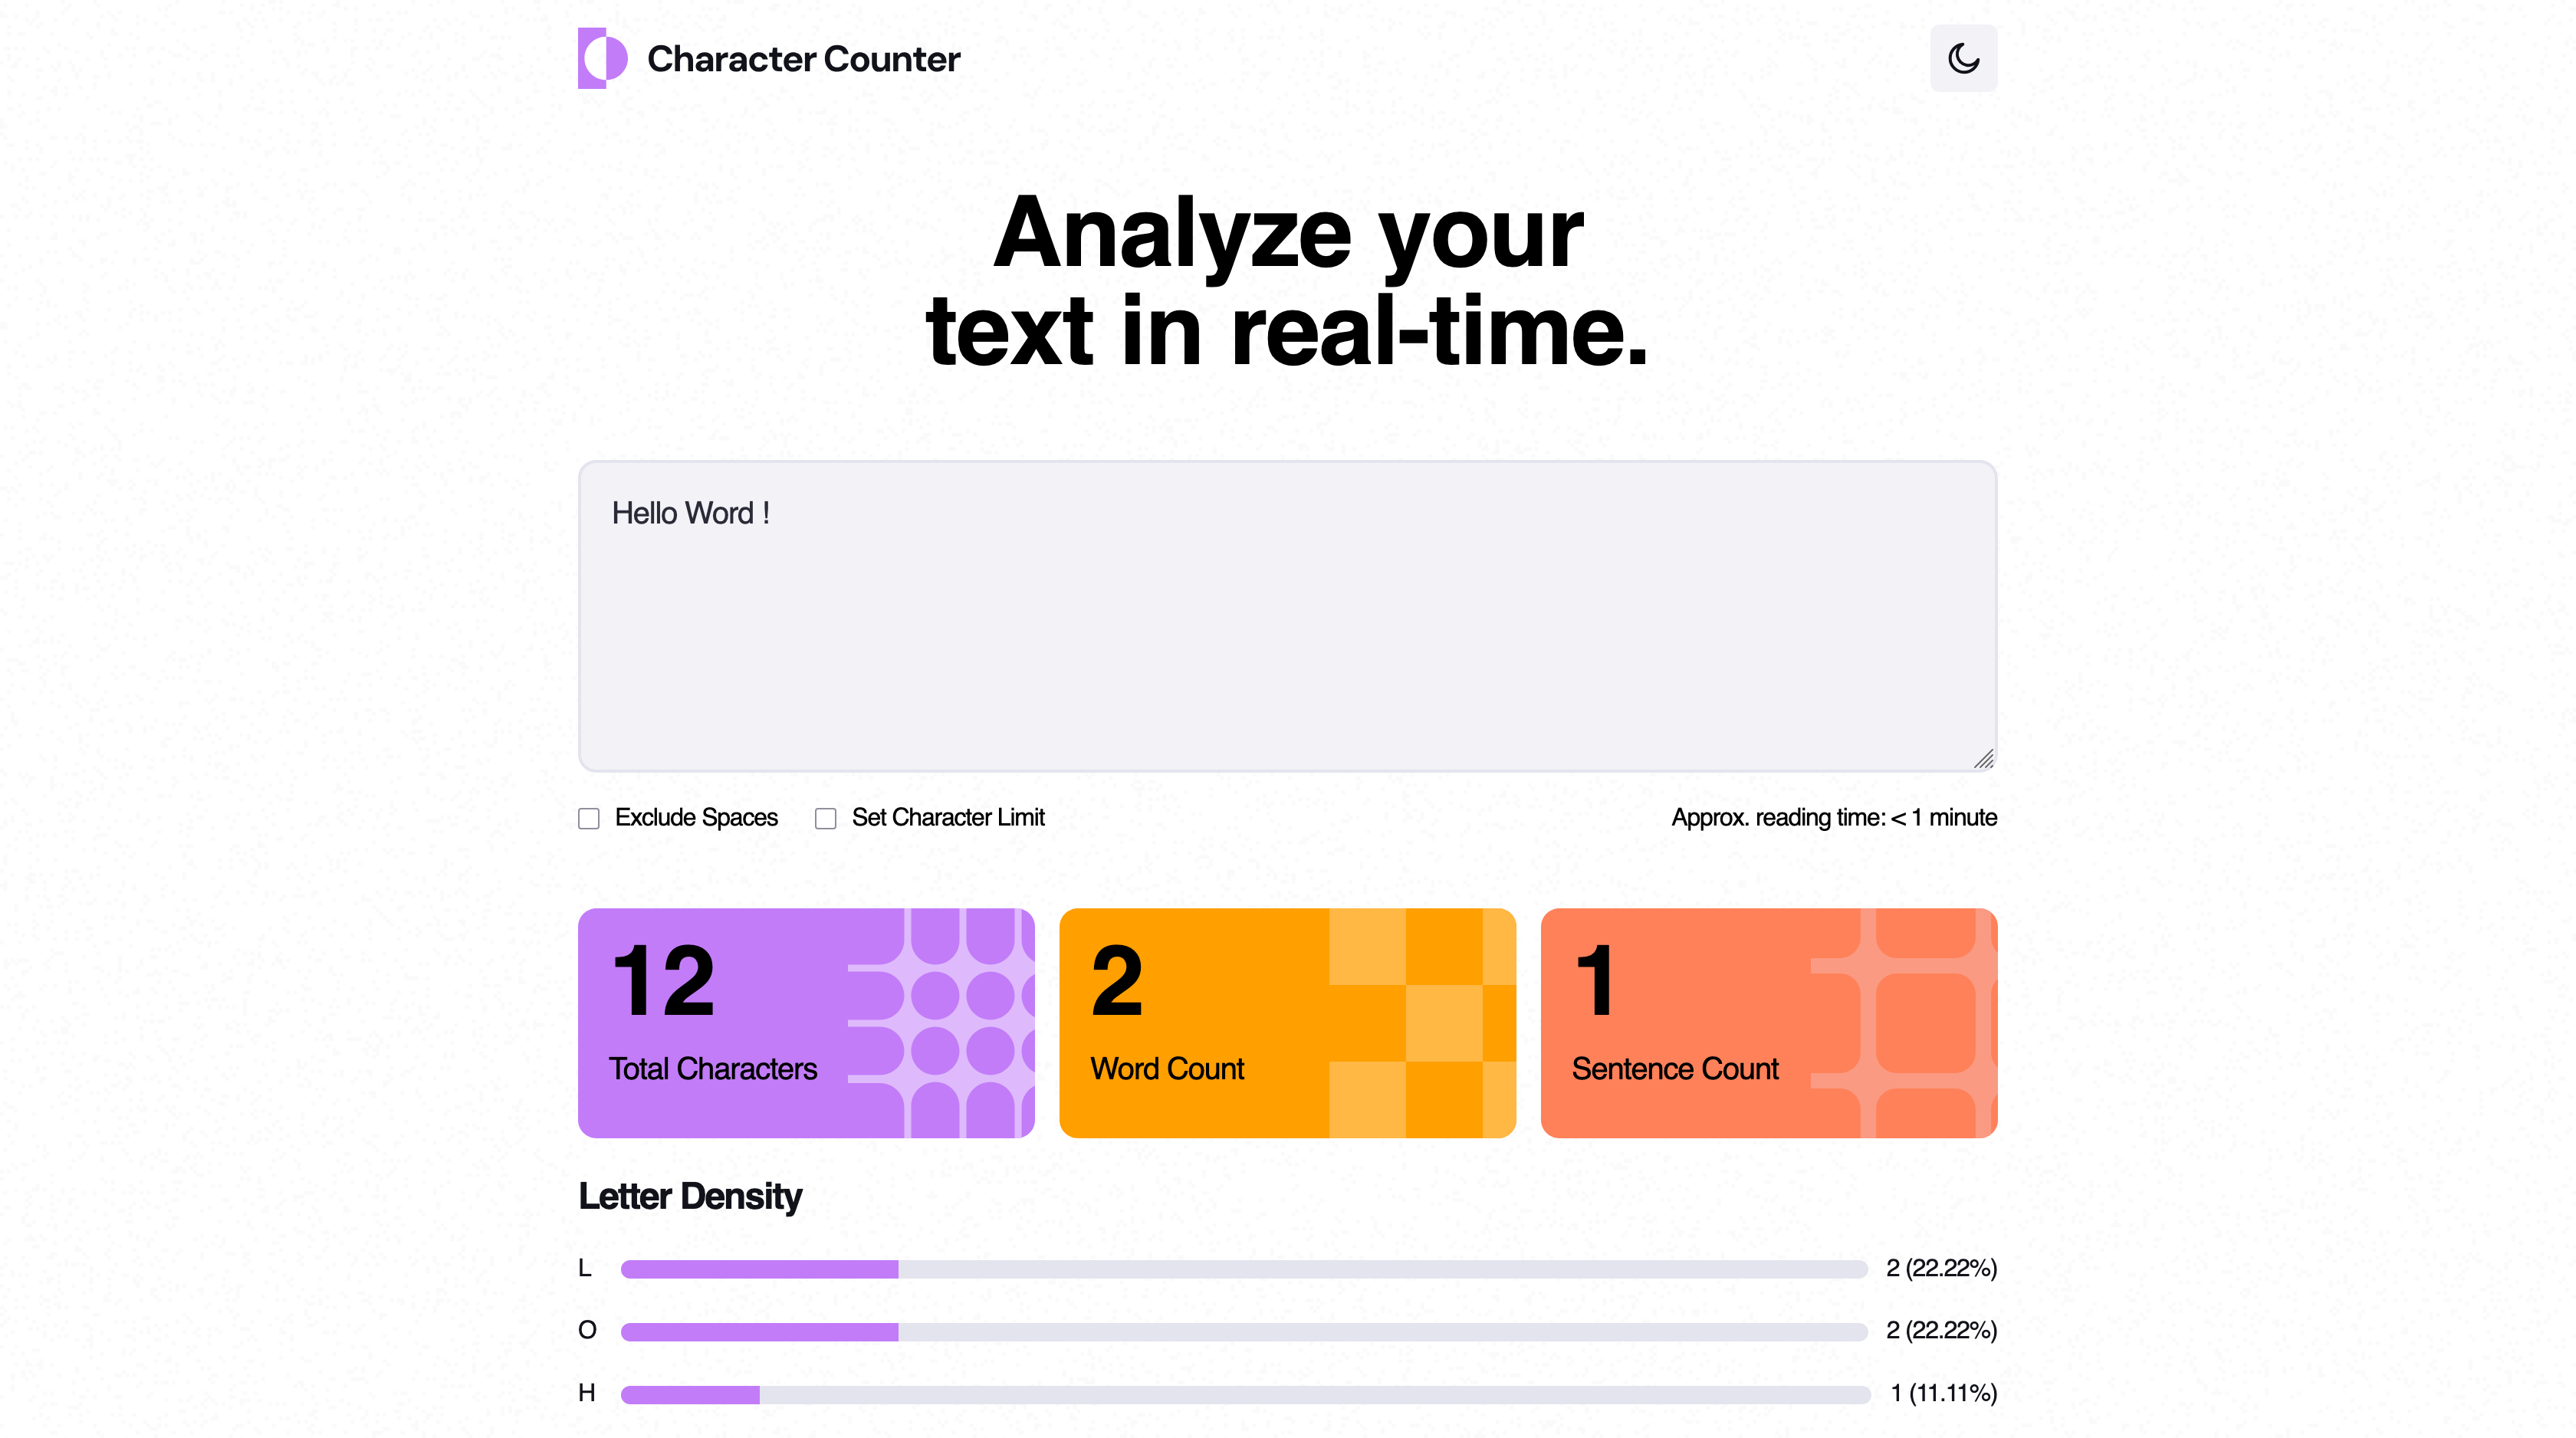 Character Counter
Analyze your
text in real-time.
Hello Word !
Exclude Spaces Set Character Limit Approx. reading time: < 1 minute
12 2 1
Total Characters Word Count Sentence Count
Letter Density
L 2 (22.22%)
O 2 (22.22%)
H 1 (11.11%)